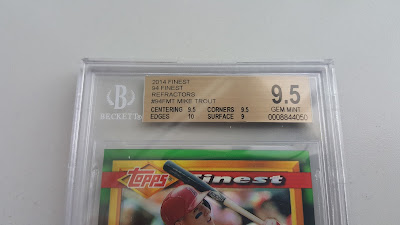 2014 FINEST
94 FINEST
REFRACTORS
#94FMT MIKE TROUT
CENTERING 9.5 CORNERS 9.5
EDGES 10 SURFACE 9
9.5
GEM MINT
0008844050
BECKETT
Topps Finest